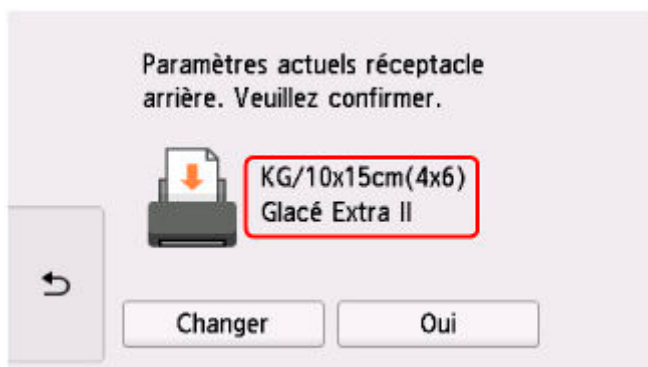 Paramètres actuels réceptacle
arrière. Veuillez confirmer.
KG/10x15cm(4x6)
Glacé Extra II
Changer
Oui